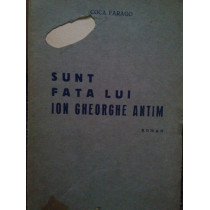 COCA FARAGO
SUNT
FATA LUI
ION GHEORGHE ANTIM
ROMAN